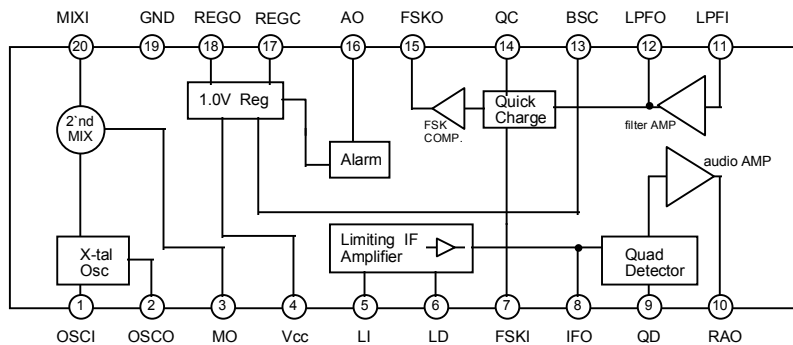 MIXI GND REGO REGC AO FSKO QC BSC LPFO LPFI
20 19 18 17 16 15 14 13 12 11
1.0V Reg
2`nd
MIX
FSK
COMP.
Quick
Charge
filter AMP
Alarm
audio AMP
X-tal
Osc
Limiting IF
Amplifier
Quad
Detector
1 2 3 4 5 6 7 8 9 10
OSCI OSCO MO Vcc LI LD FSKI IFO QD RAO